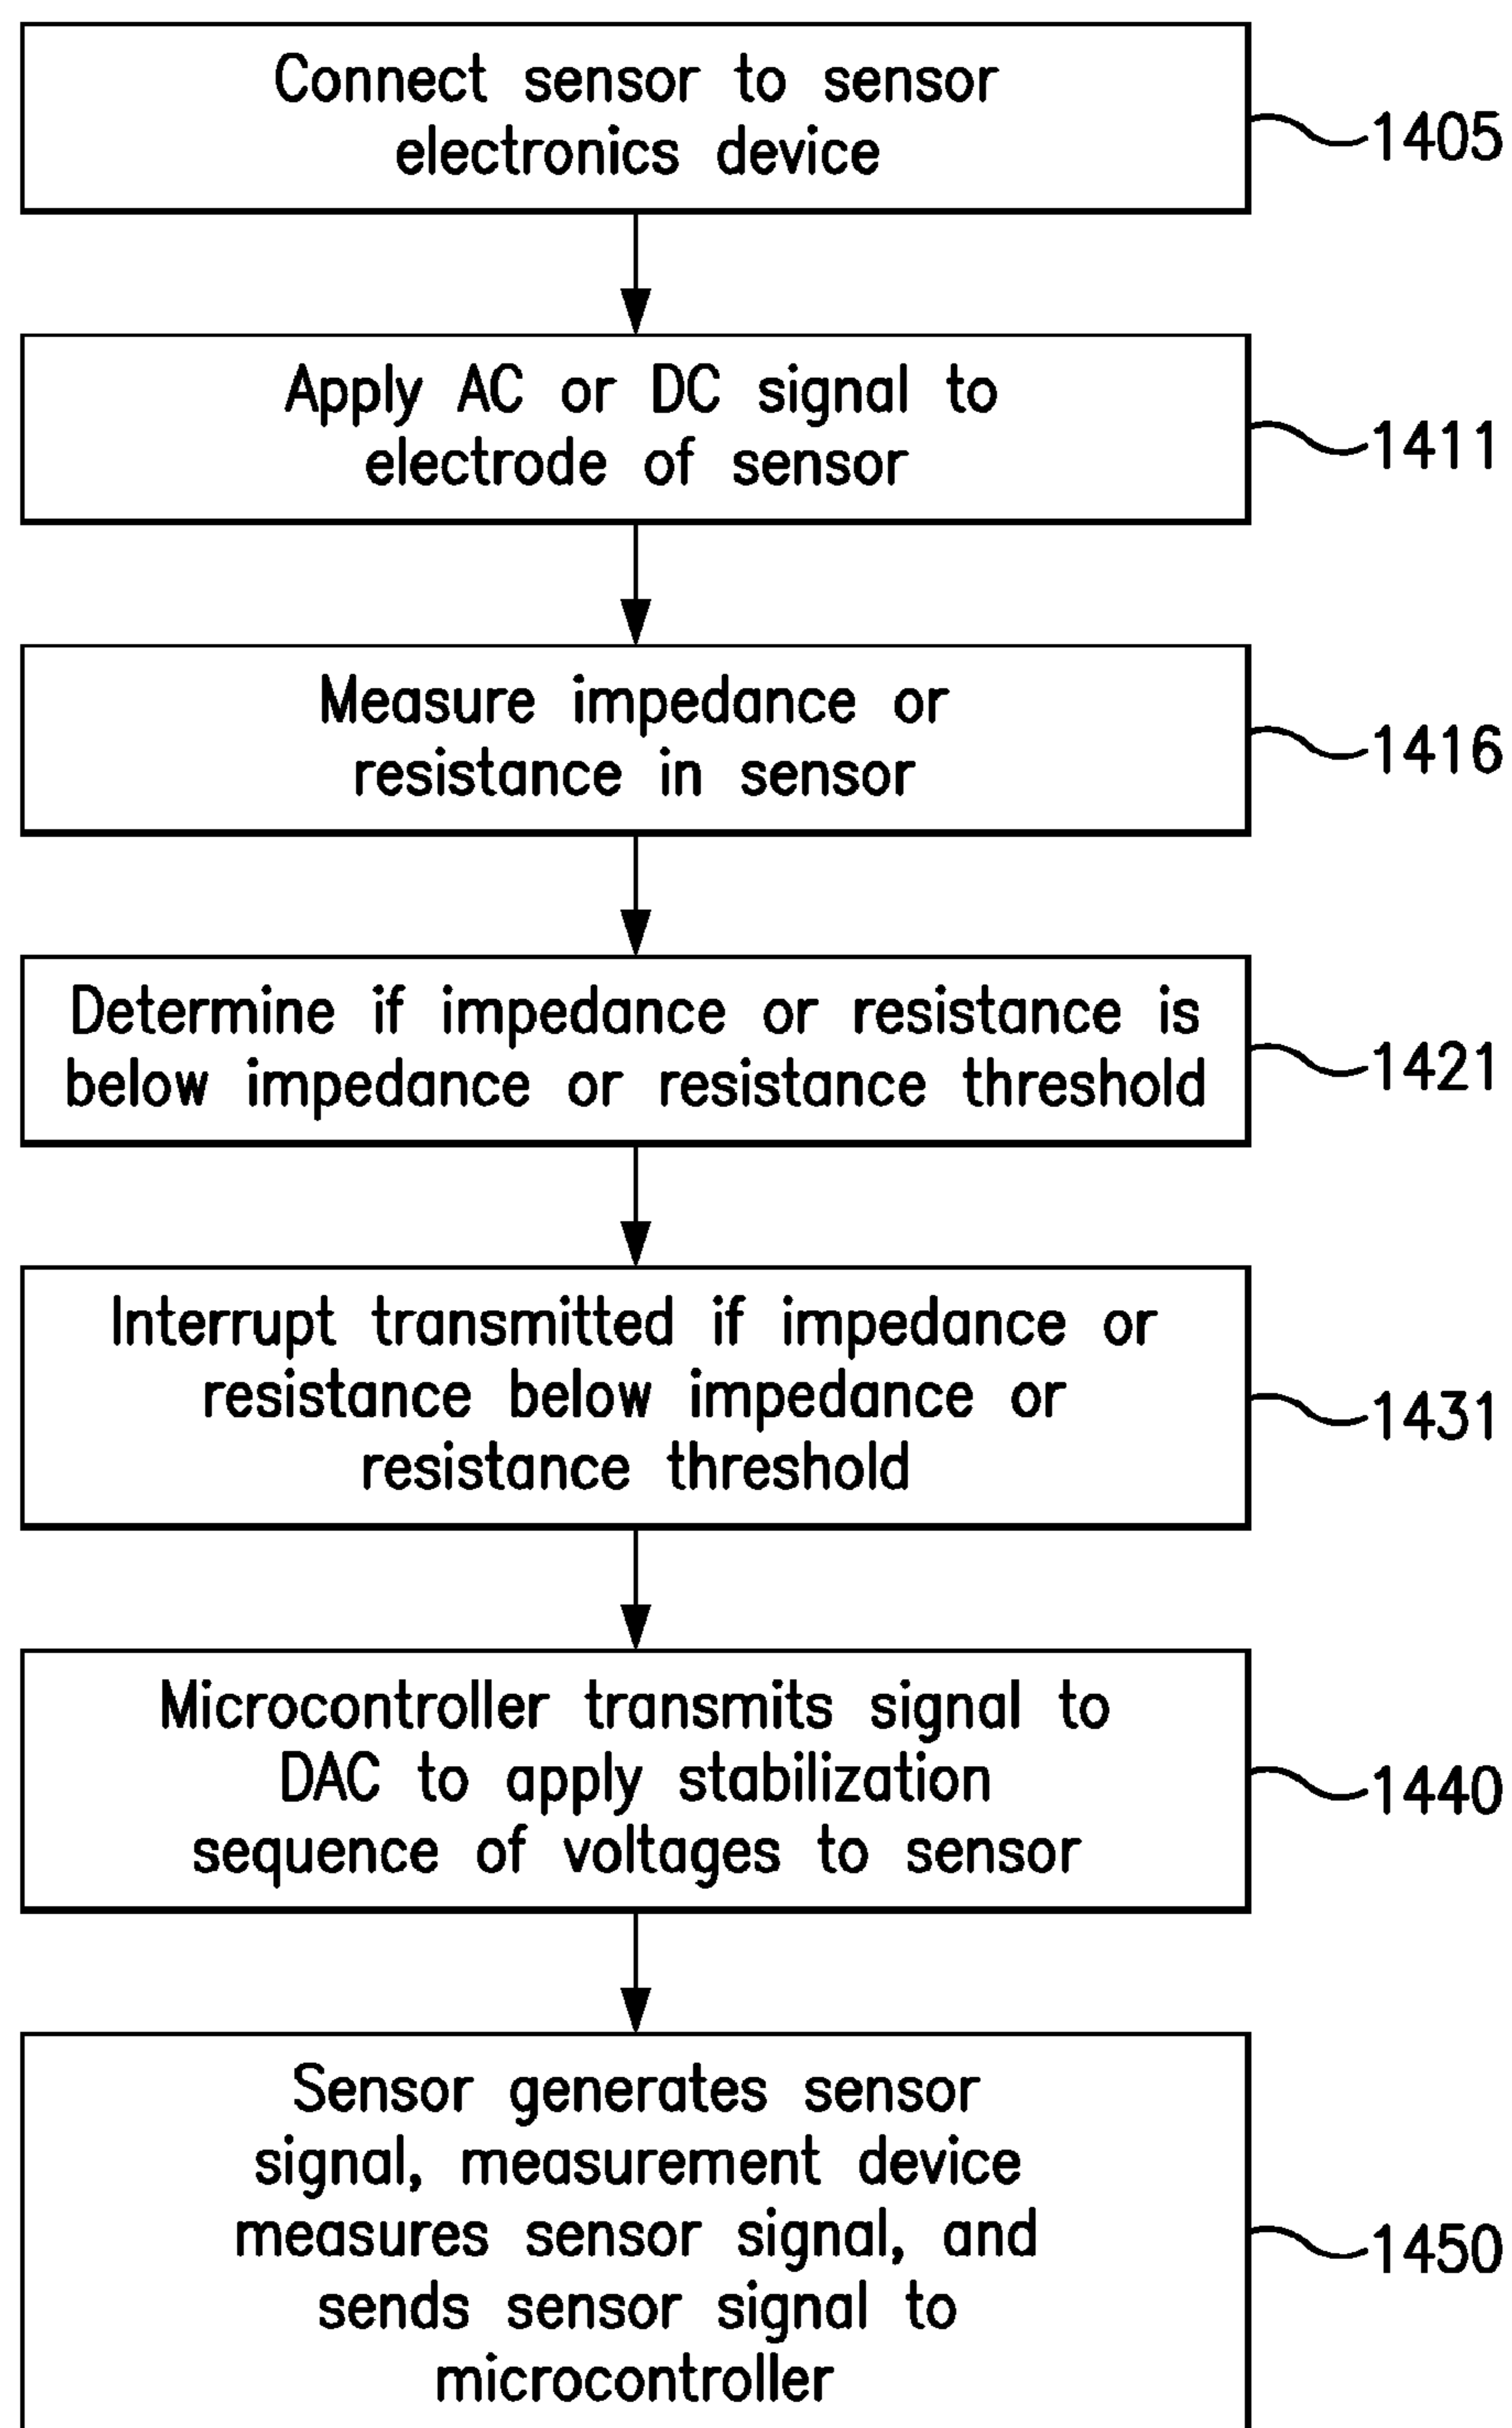 Connect sensor to sensor
electronics device
1405
Apply AC or DC signal to
electrode of sensor
1411
Measure impedance or
resistance in sensor
1416
Determine if impedance or resistance is
below impedance or resistance threshold
1421
Interrupt transmitted if impedance or
resistance below impedance or
resistance threshold
1431
Microcontroller transmits signal to
DAC to apply stabilization
sequence of voltages to sensor
1440
Sensor generates sensor
signal, measurement device
measures sensor signal, and
sends sensor signal to
microcontroller
1450